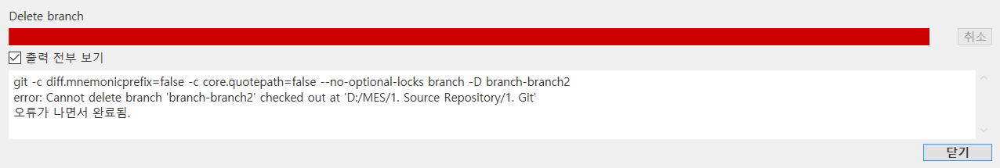 Delete branch
취소
출력 전부 보기
git -c diff.mnemonicprefix=false -c core.quotepath=false --no-optional-locks branch -D branch-branch2
error: Cannot delete branch 'branch-branch2' checked out at 'D:/MES/1. Source Repository/1. Git'
오류가 나면서 완료됨.
닫기